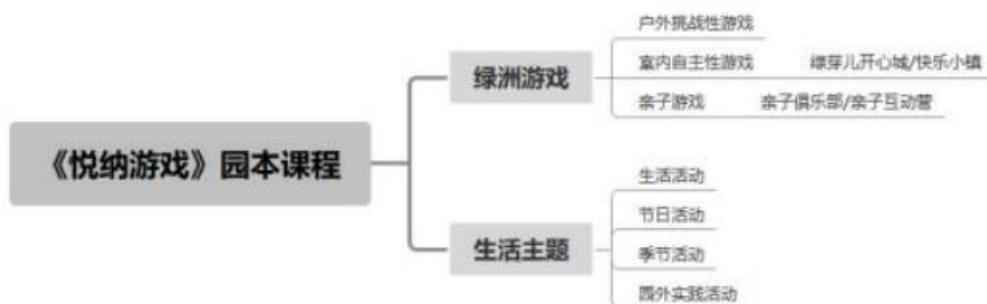 《悦纳游戏》园本课程
绿洲游戏
户外挑战性游戏
室内自主性游戏 绿芽儿开心城/快乐小镇
亲子游戏 亲子俱乐部/亲子互动营
生活主题
生活活动
节日活动
季节活动
园外实践活动